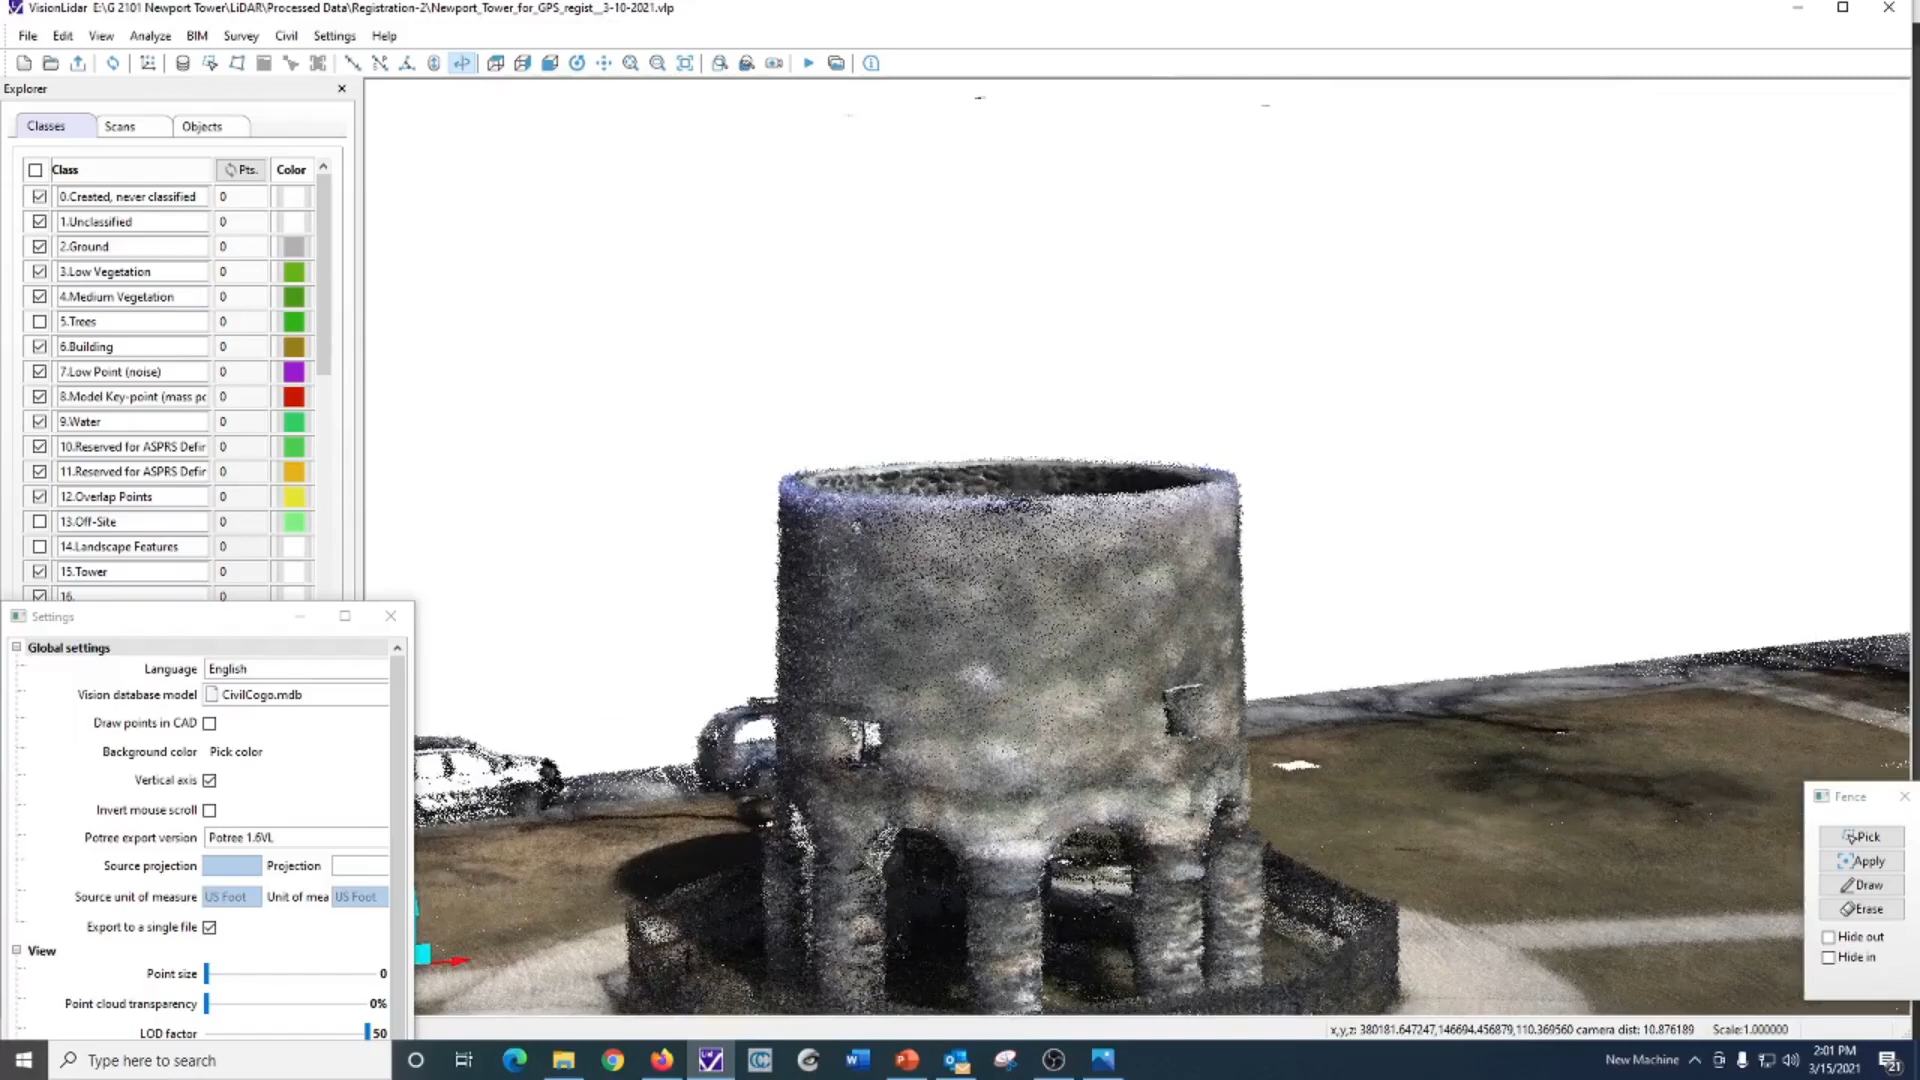 VisionLidar E:\G 2101 Newport Tower\LiDAR\Processed Data\Registration-2\Newport_Tower_for_GPS_regist__3-10-2021.vlp
File Edit View Analyze BIM Survey Civil Settings Help
Explorer
Classes Scans Objects
Class Pts. Color
0.Created, never classified 0
1.Unclassified 0
2.Ground 0
3.Low Vegetation 0
4.Medium Vegetation 0
5.Trees 0
6.Building 0
7.Low Point (noise) 0
8.Model Key-point (mass pc 0
9.Water 0
10.Reserved for ASPRS Defir 0
11.Reserved for ASPRS Defir 0
12.Overlap Points 0
13.Off-Site 0
14.Landscape Features 0
15.Tower 0
16. 0
Settings
Global settings
Language English
Vision database model CivilCogo.mdb
Draw points in CAD
Background color Pick color
Vertical axis
Invert mouse scroll
Potree export version Potree 1.6VL
Source projection Projection
Source unit of measure US Foot Unit of mea US Foot
Export to a single file
View
Point size 0
Point cloud transparency 0%
LOD factor 50
Fence
Pick
Apply
Draw
Erase
Hide out
Hide in
x,y,z: 380181.647247,146694.456879,110.369560 camera dist: 10.876189 Scale:1.000000
Type here to search
New Machine
2:01 PM
3/15/2021
21